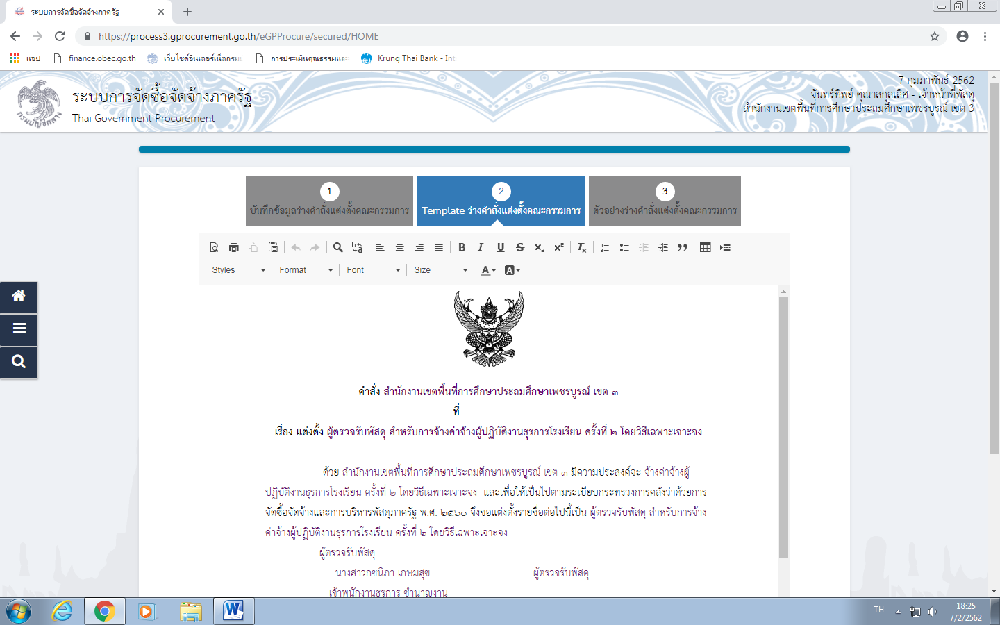 ระบบการจัดซื้อจัดจ้างภาครัฐ
https://process3.gprocurement.go.th/eGPProcure/secured/HOME
แอป
finance.obec.go.th
เว็บไซต์อินเตอร์เน็ตกรมบ
การประเมินคุณธรรมและ
Krung Thai Bank - Int
ระบบการจัดซื้อจัดจ้างภาครัฐ
Thai Government Procurement
กรมบัญชีกลาง
7 กุมภาพันธ์ 2562
จันทร์ทิพย์ คุณาสกุลเลิศ - เจ้าหน้าที่พัสดุ
สำนักงานเขตพื้นที่การศึกษาประถมศึกษาเพชรบูรณ์ เขต 3
1
บันทึกข้อมูลร่างคำสั่งแต่งตั้งคณะกรรมการ
2
Template ร่างคำสั่งแต่งตั้งคณะกรรมการ
3
ตัวอย่างร่างคำสั่งแต่งตั้งคณะกรรมการ
Styles Format Font Size
คำสั่ง สำนักงานเขตพื้นที่การศึกษาประถมศึกษาเพชรบูรณ์ เขต ๓
ที่ ........................
เรื่อง แต่งตั้ง ผู้ตรวจรับพัสดุ สำหรับการจ้างค่าจ้างผู้ปฏิบัติงานธุรการโรงเรียน ครั้งที่ ๒ โดยวิธีเฉพาะเจาะจง
ด้วย สำนักงานเขตพื้นที่การศึกษาประถมศึกษาเพชรบูรณ์ เขต ๓ มีความประสงค์จะ จ้างค่าจ้างผู้
ปฏิบัติงานธุรการโรงเรียน ครั้งที่ ๒ โดยวิธีเฉพาะเจาะจง และเพื่อให้เป็นไปตามระเบียบกระทรวงการคลังว่าด้วยการ
จัดซื้อจัดจ้างและการบริหารพัสดุภาครัฐ พ.ศ. ๒๕๖๐ จึงขอแต่งตั้งรายชื่อต่อไปนี้เป็น ผู้ตรวจรับพัสดุ สำหรับการจ้าง
ค่าจ้างผู้ปฏิบัติงานธุรการโรงเรียน ครั้งที่ ๒ โดยวิธีเฉพาะเจาะจง
ผู้ตรวจรับพัสดุ
นางสาวกชนิภา เกษมสุข ผู้ตรวจรับพัสดุ
เจ้าพนักงานธุรการ ชำนาญงาน
TH
18:25
7/2/2562